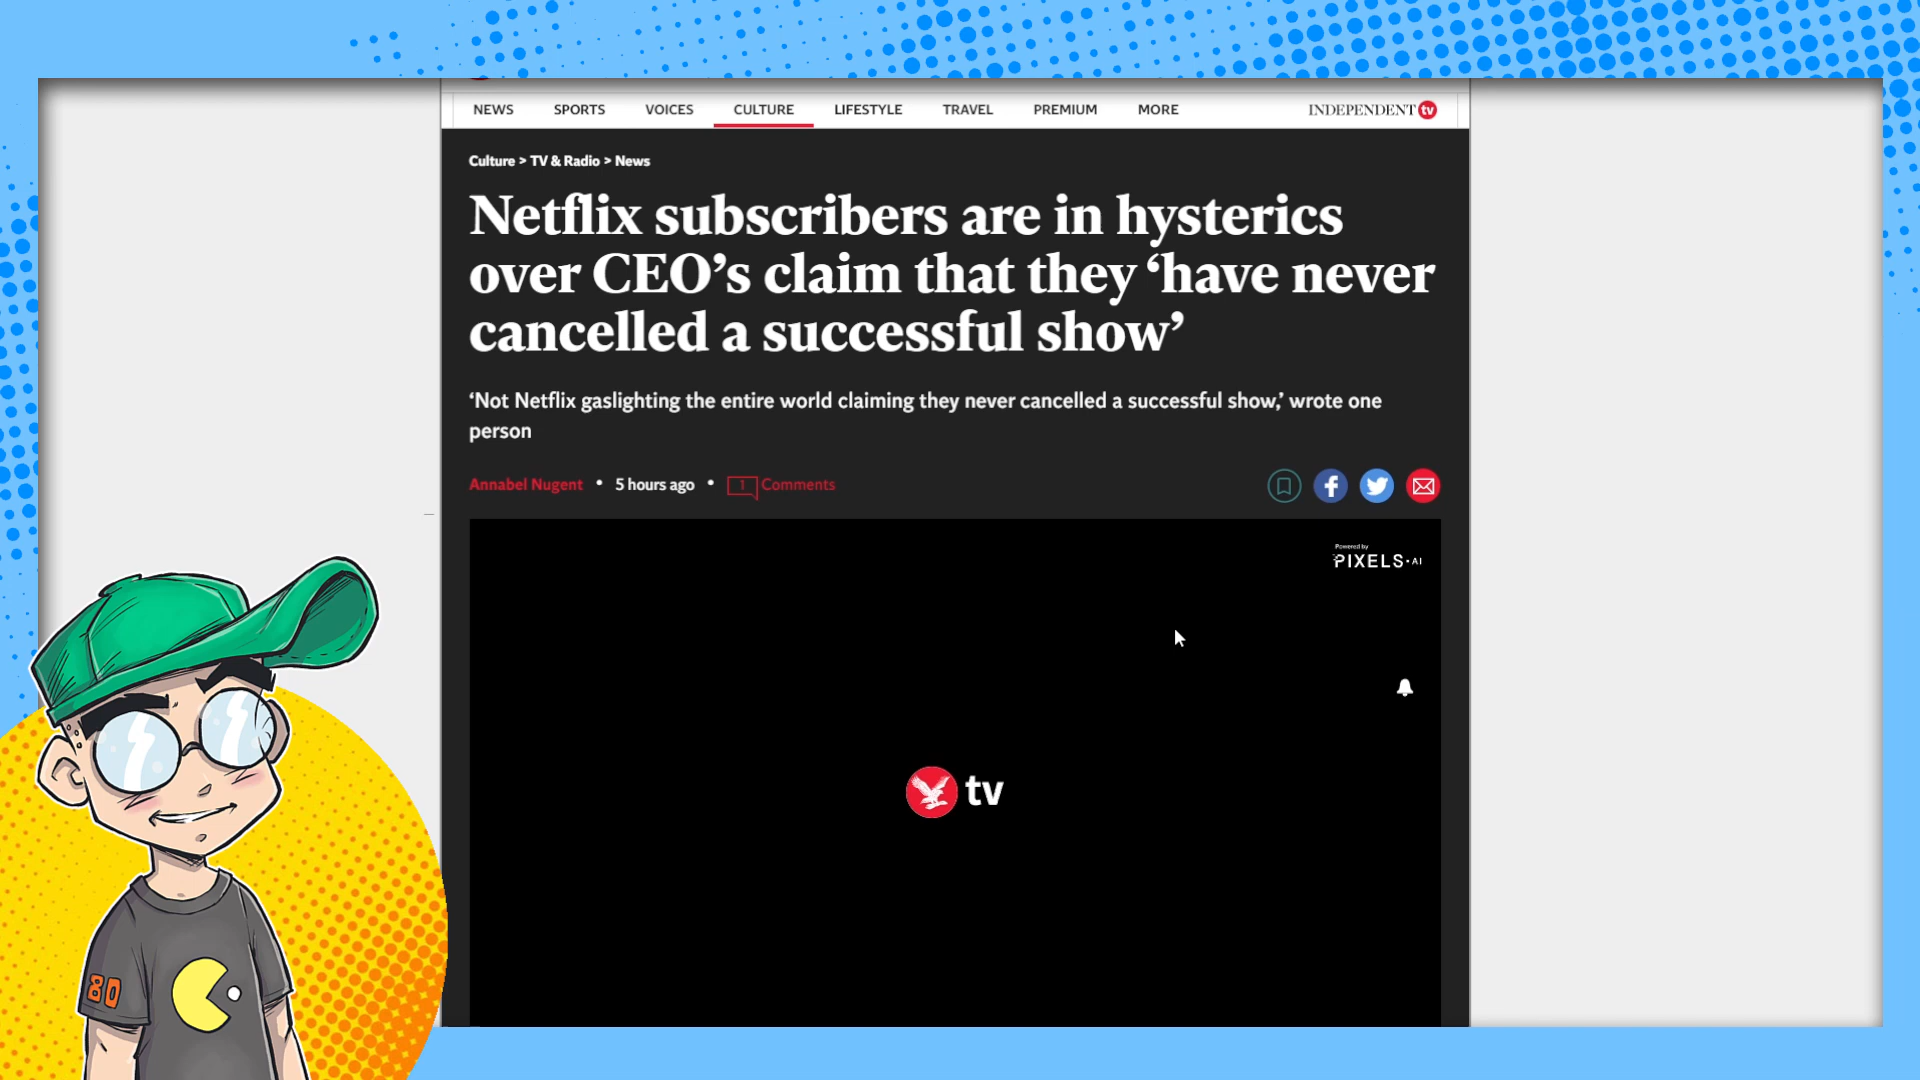 NEWS SPORTS VOICES CULTURE LIFESTYLE TRAVEL PREMIUM MORE INDEPENDENT tv
Culture > TV & Radio > News
Netflix subscribers are in hysterics
over CEO’s claim that they ‘have never
cancelled a successful show’
‘Not Netflix gaslighting the entire world claiming they never cancelled a successful show,’ wrote one
person
Annabel Nugent • 5 hours ago • 1 Comments
Powered by
PIXELS·AI
tv
80